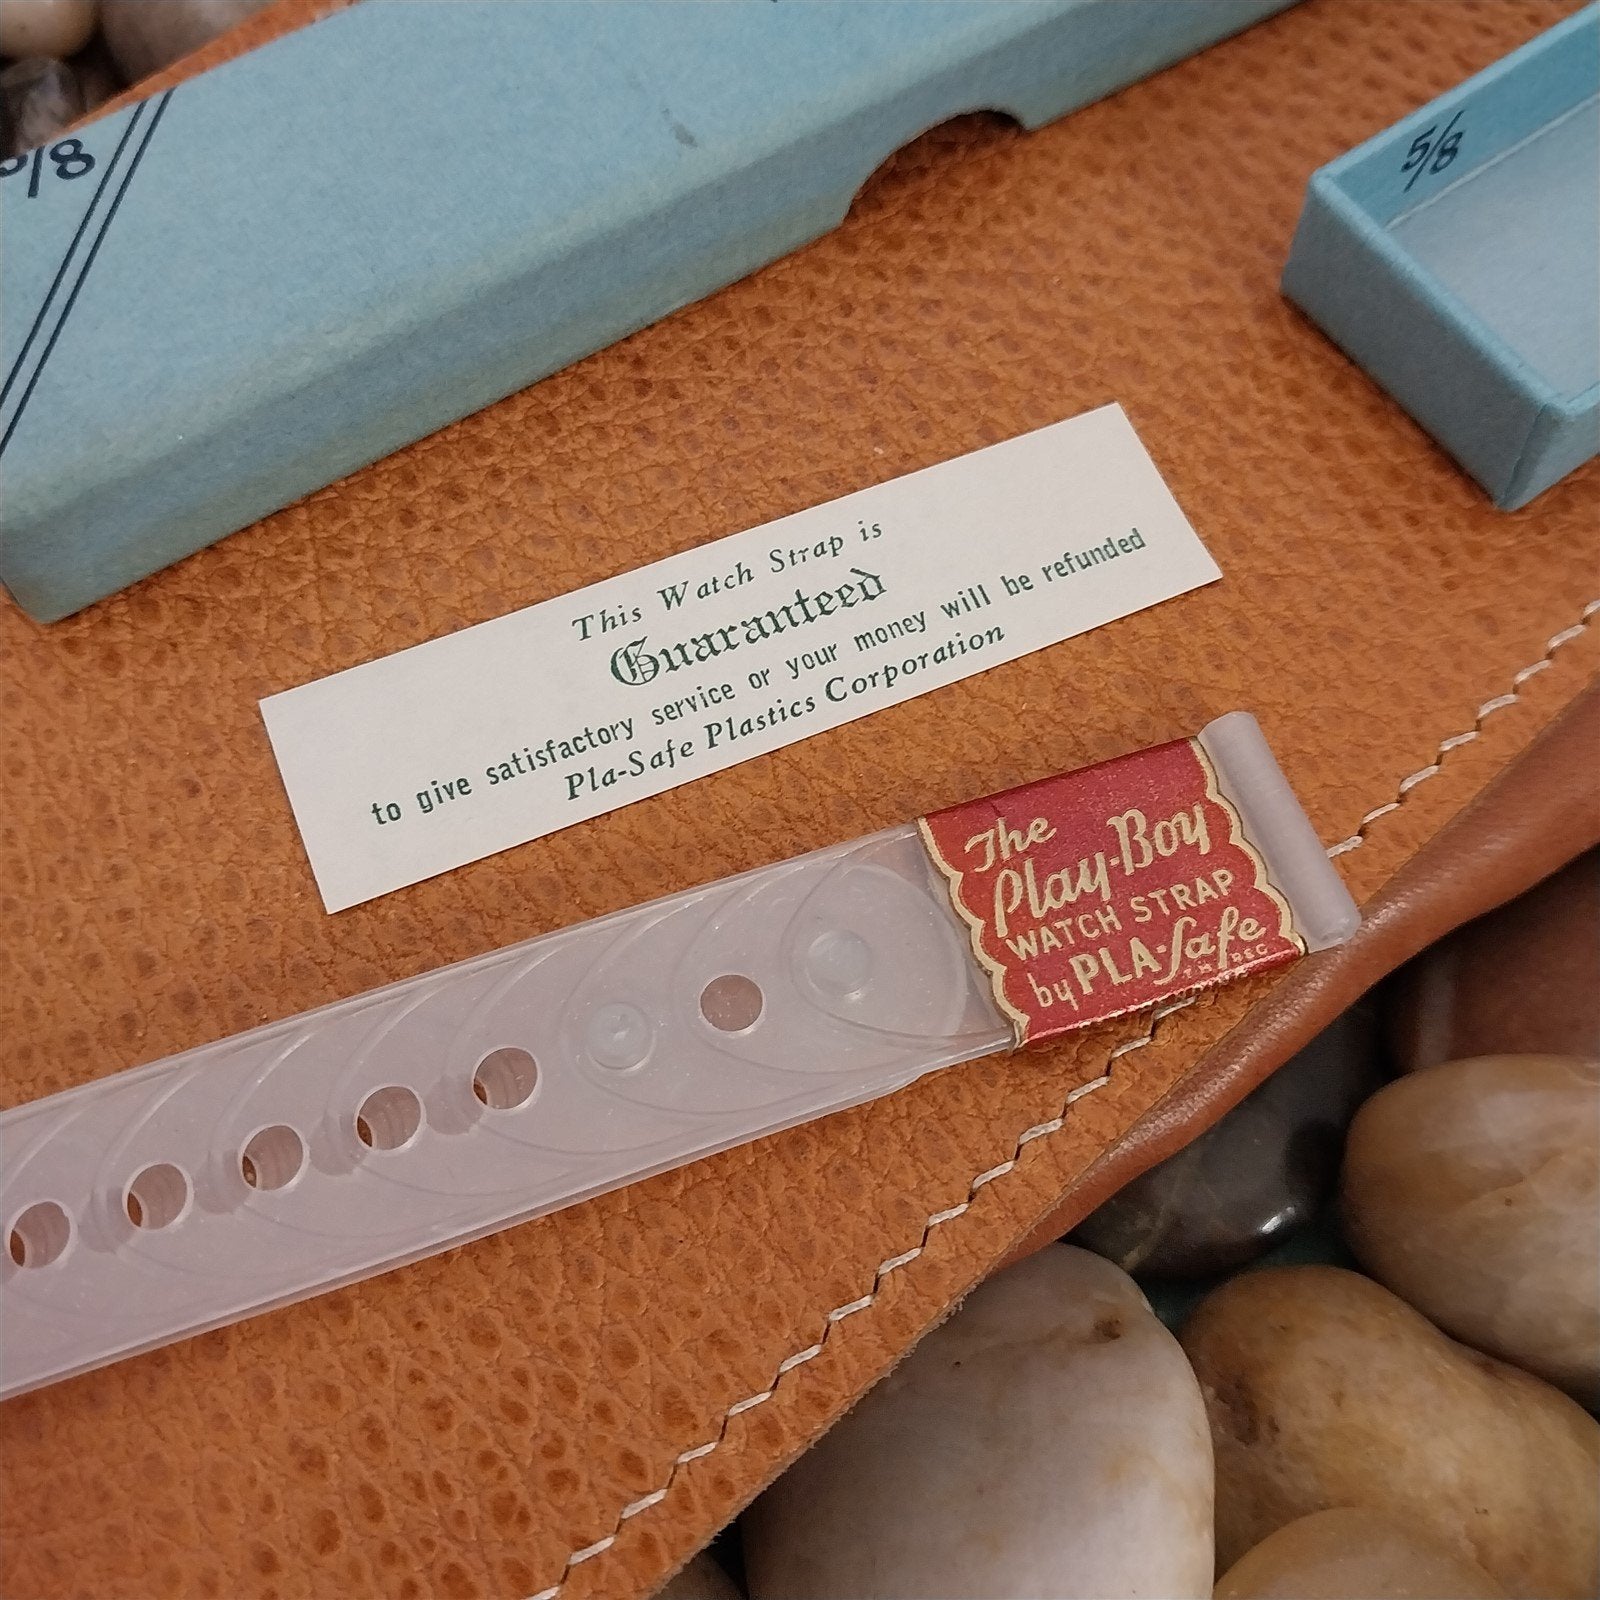 5/8
5/8
This Watch Strap is
Guaranteed
to give satisfactory service or your money will be refunded
Pla-Safe Plastics Corporation
The
Play-Boy
WATCH STRAP
by PLA-Safe
T.M. REG.